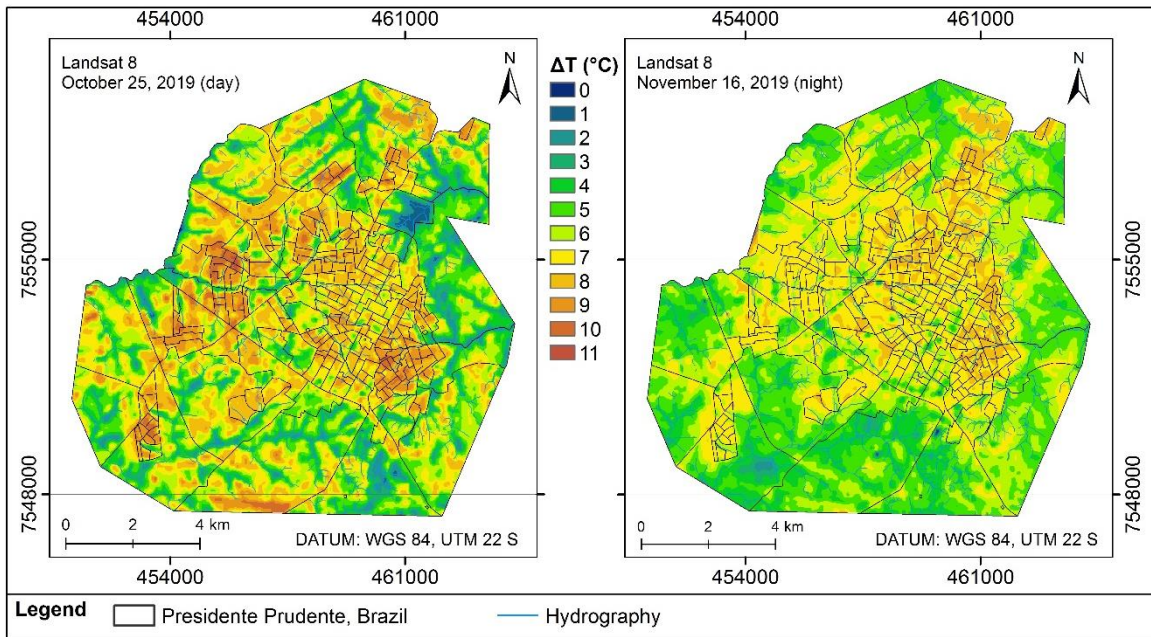 454000 461000 454000 461000
Landsat 8
October 25, 2019 (day)
N
ΔT (°C)
0
1
2
3
4
5
6
7
8
9
10
11
Landsat 8
November 16, 2019 (night)
N
7555000
7548000
7555000
7548000
0 2 4 km
DATUM: WGS 84, UTM 22 S
0 2 4 km
DATUM: WGS 84, UTM 22 S
454000 461000 454000 461000
Legend Presidente Prudente, Brazil Hydrography